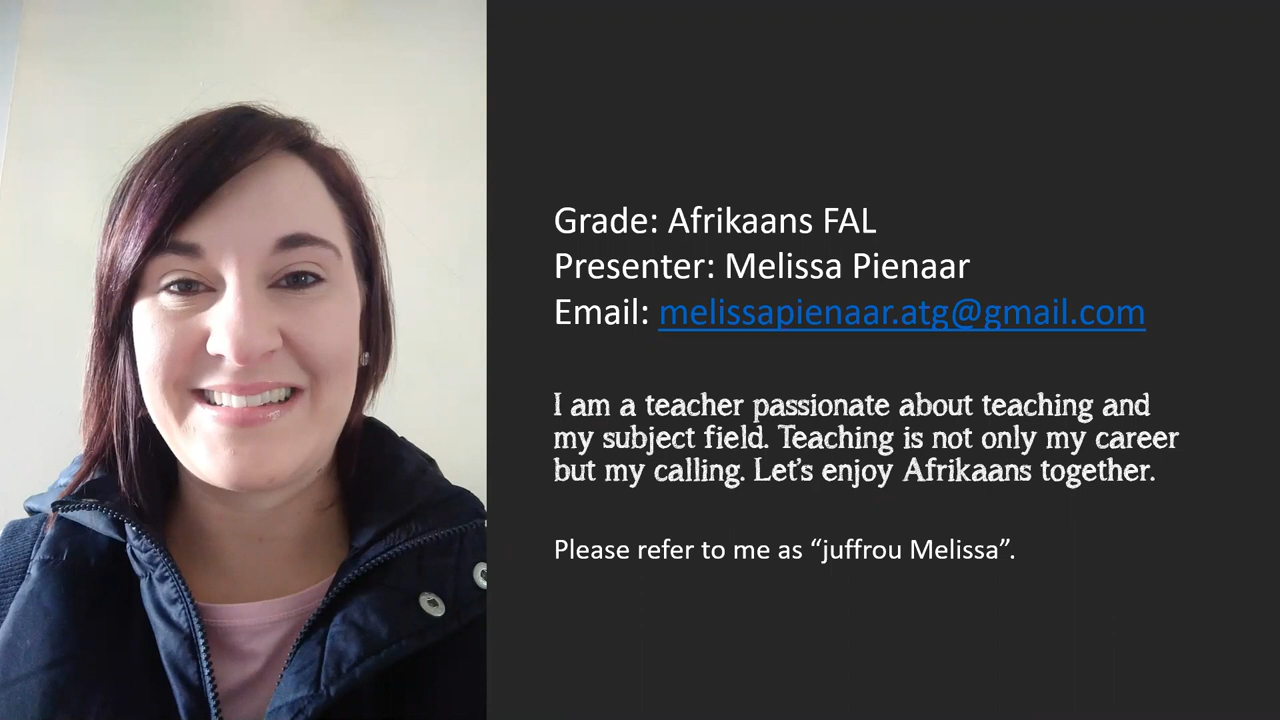 Grade: Afrikaans FAL
Presenter: Melissa Pienaar
Email: melissapienaar.atg@gmail.com
I am a teacher passionate about teaching and
my subject field. Teaching is not only my career
but my calling. Let's enjoy Afrikaans together.
Please refer to me as “juffrou Melissa”.